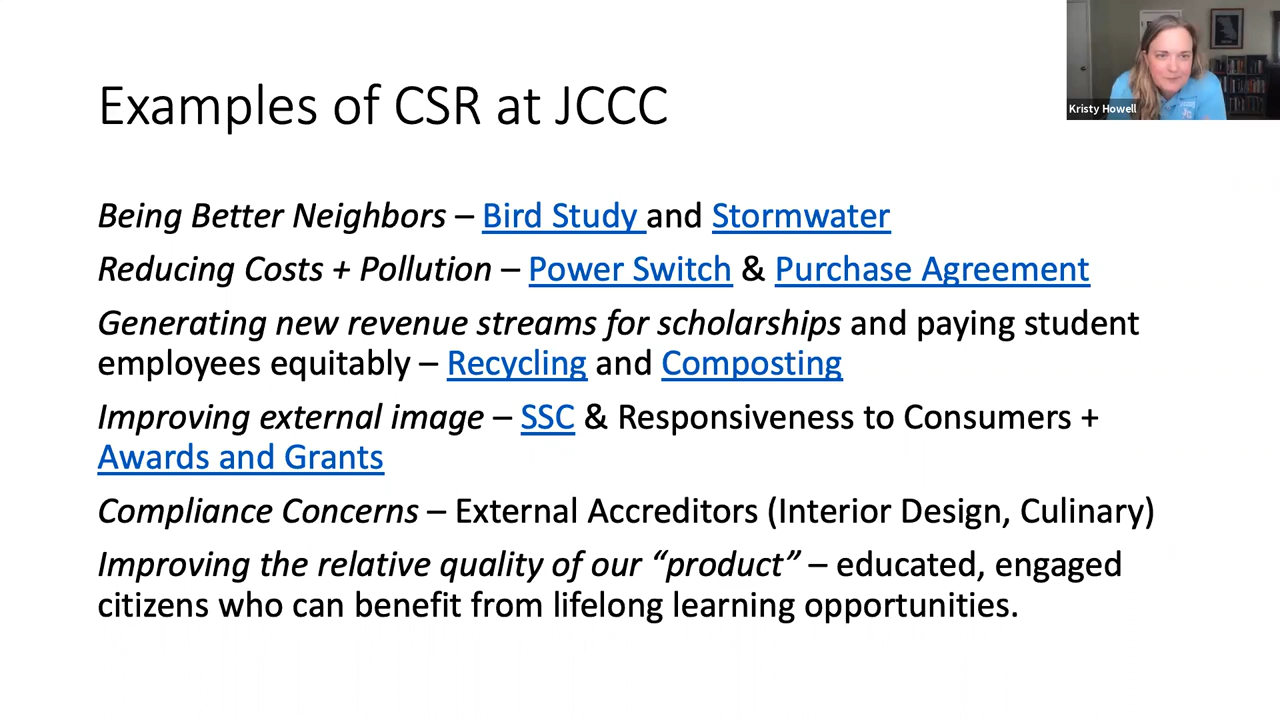 Examples of CSR at JCCC
Kristy Howell
Being Better Neighbors – Bird Study and Stormwater
Reducing Costs + Pollution – Power Switch & Purchase Agreement
Generating new revenue streams for scholarships and paying student
employees equitably – Recycling and Composting
Improving external image – SSC & Responsiveness to Consumers +
Awards and Grants
Compliance Concerns – External Accreditors (Interior Design, Culinary)
Improving the relative quality of our “product” – educated, engaged
citizens who can benefit from lifelong learning opportunities.